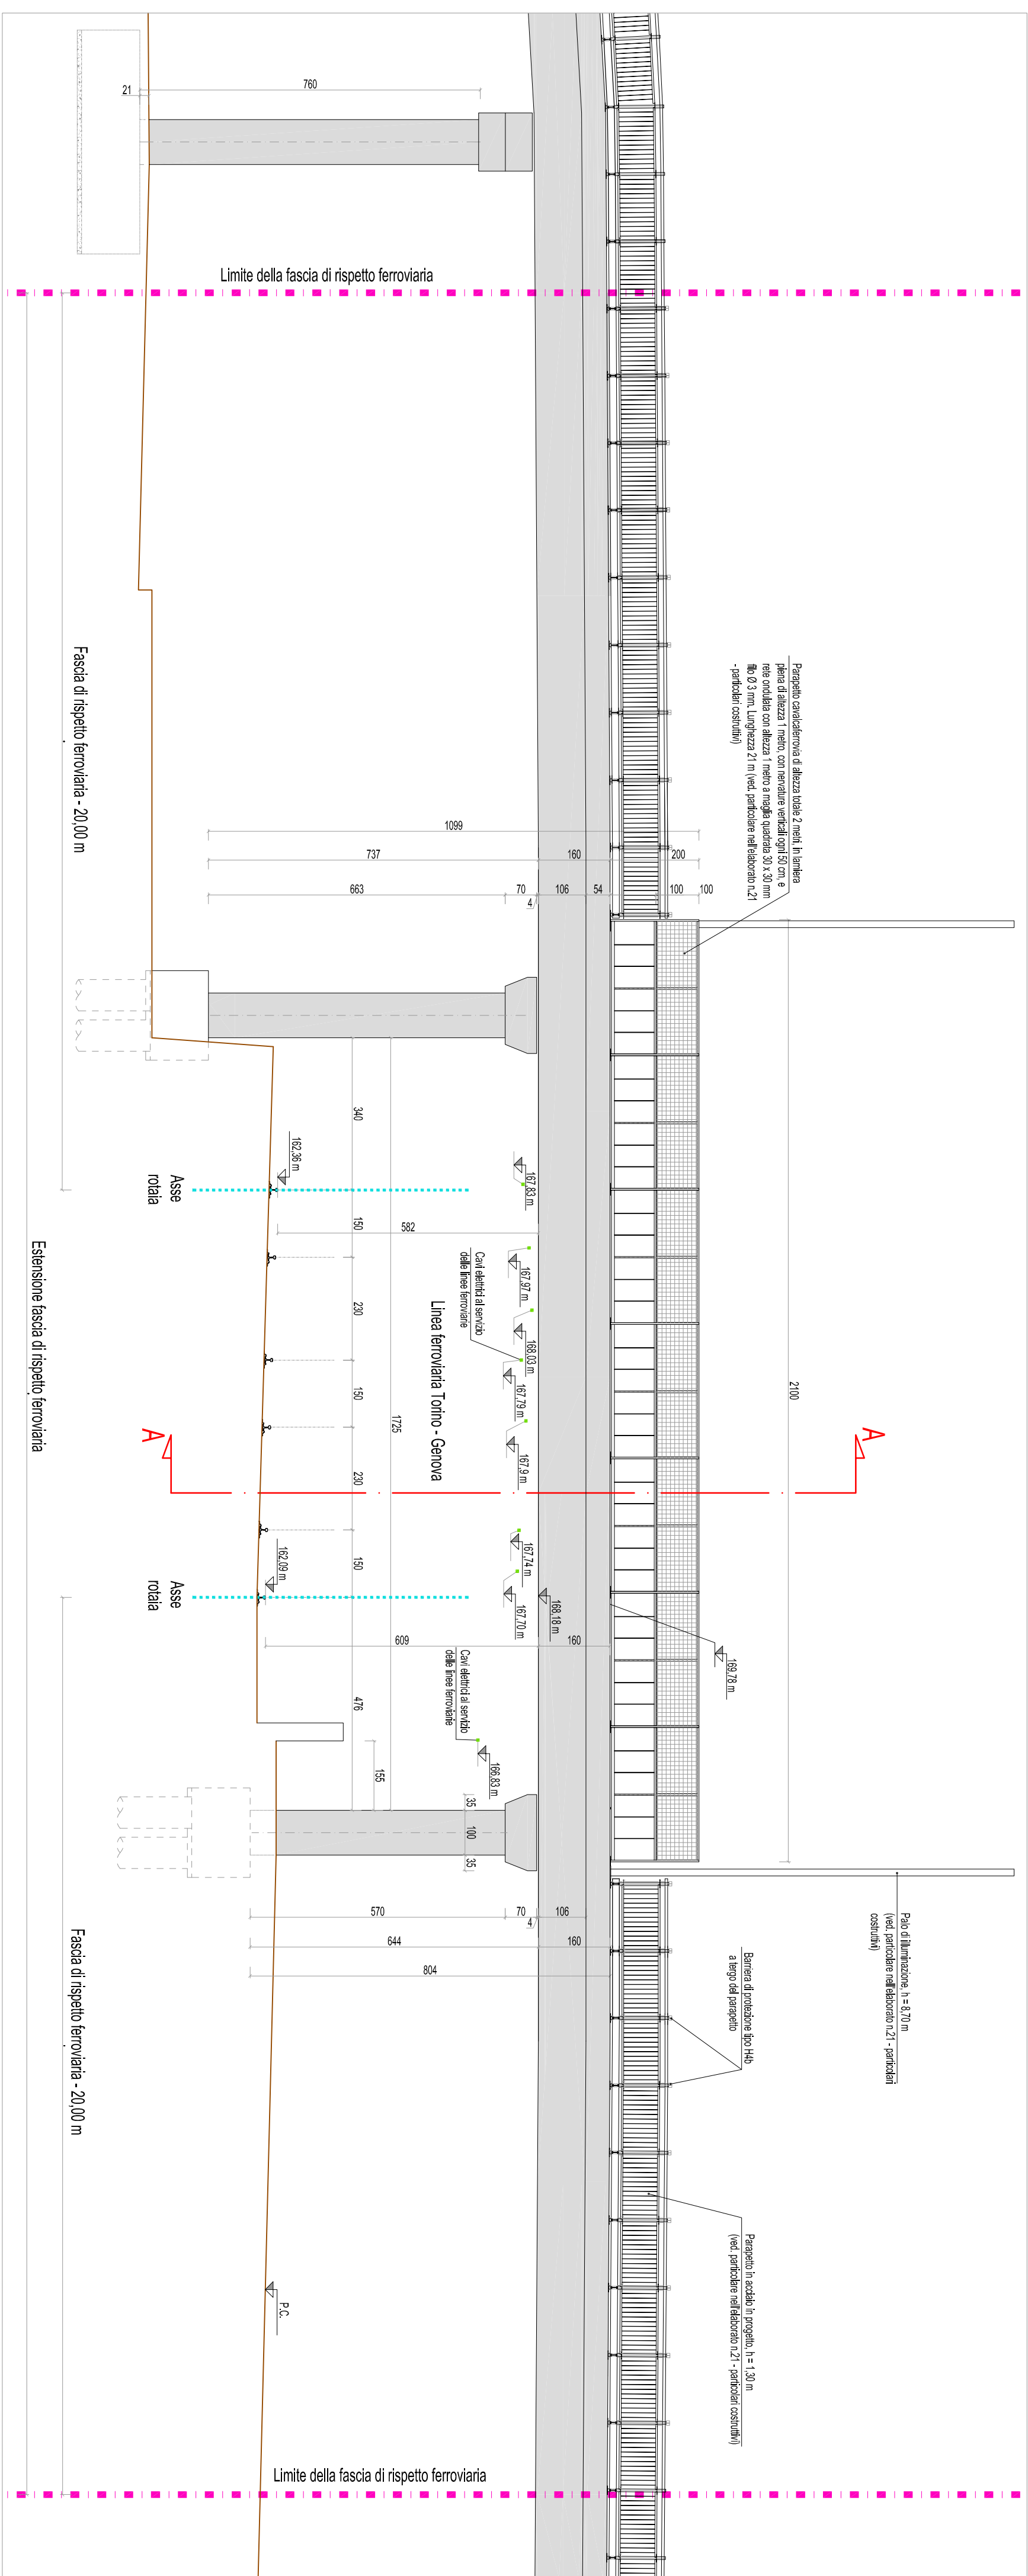 Limite della fascia di rispetto ferroviaria
760
21
Parapetto cavalcaferrovia di altezza totale 2 metri, in lamiera
piena di altezza 1 metro, con nervature verticali ogni 50 cm, e
rete ondulata con altezza 1 metro a maglia quadrata 30 x 30 mm
filo Ø 3 mm. Lunghezza 21 m (ved. particolare nell'elaborato n.21
- particolari costruttivi)
Fascia di rispetto ferroviaria - 20,00 m
1099
737
160
200
663
70
4
106
54
100
100
2100
340
150
230
150
230
150
476
1725
155
162,36 m
Asse
rotaia
582
167,83 m
167,97 m
168,03 m
167,79 m
167,9 m
167,74 m
167,70 m
168,18 m
169,78 m
Cavi elettrici al servizio
delle linee ferroviarie
Linea ferroviaria Torino - Genova
A
A
162,09 m
Asse
rotaia
609
160
Cavi elettrici al servizio
delle linee ferroviarie
166,83 m
35
100
35
570
70
4
106
644
160
804
Estensione fascia di rispetto ferroviaria
Palo di illuminazione, h = 8,70 m
(ved. particolare nell'elaborato n.21 - particolari
costruttivi)
Barriera di protezione tipo H4b
a tergo del parapetto
Parapetto in acciaio in progetto, h = 1,30 m
(ved. particolare nell'elaborato n.21 - particolari costruttivi)
Fascia di rispetto ferroviaria - 20,00 m
P.C.
Limite della fascia di rispetto ferroviaria